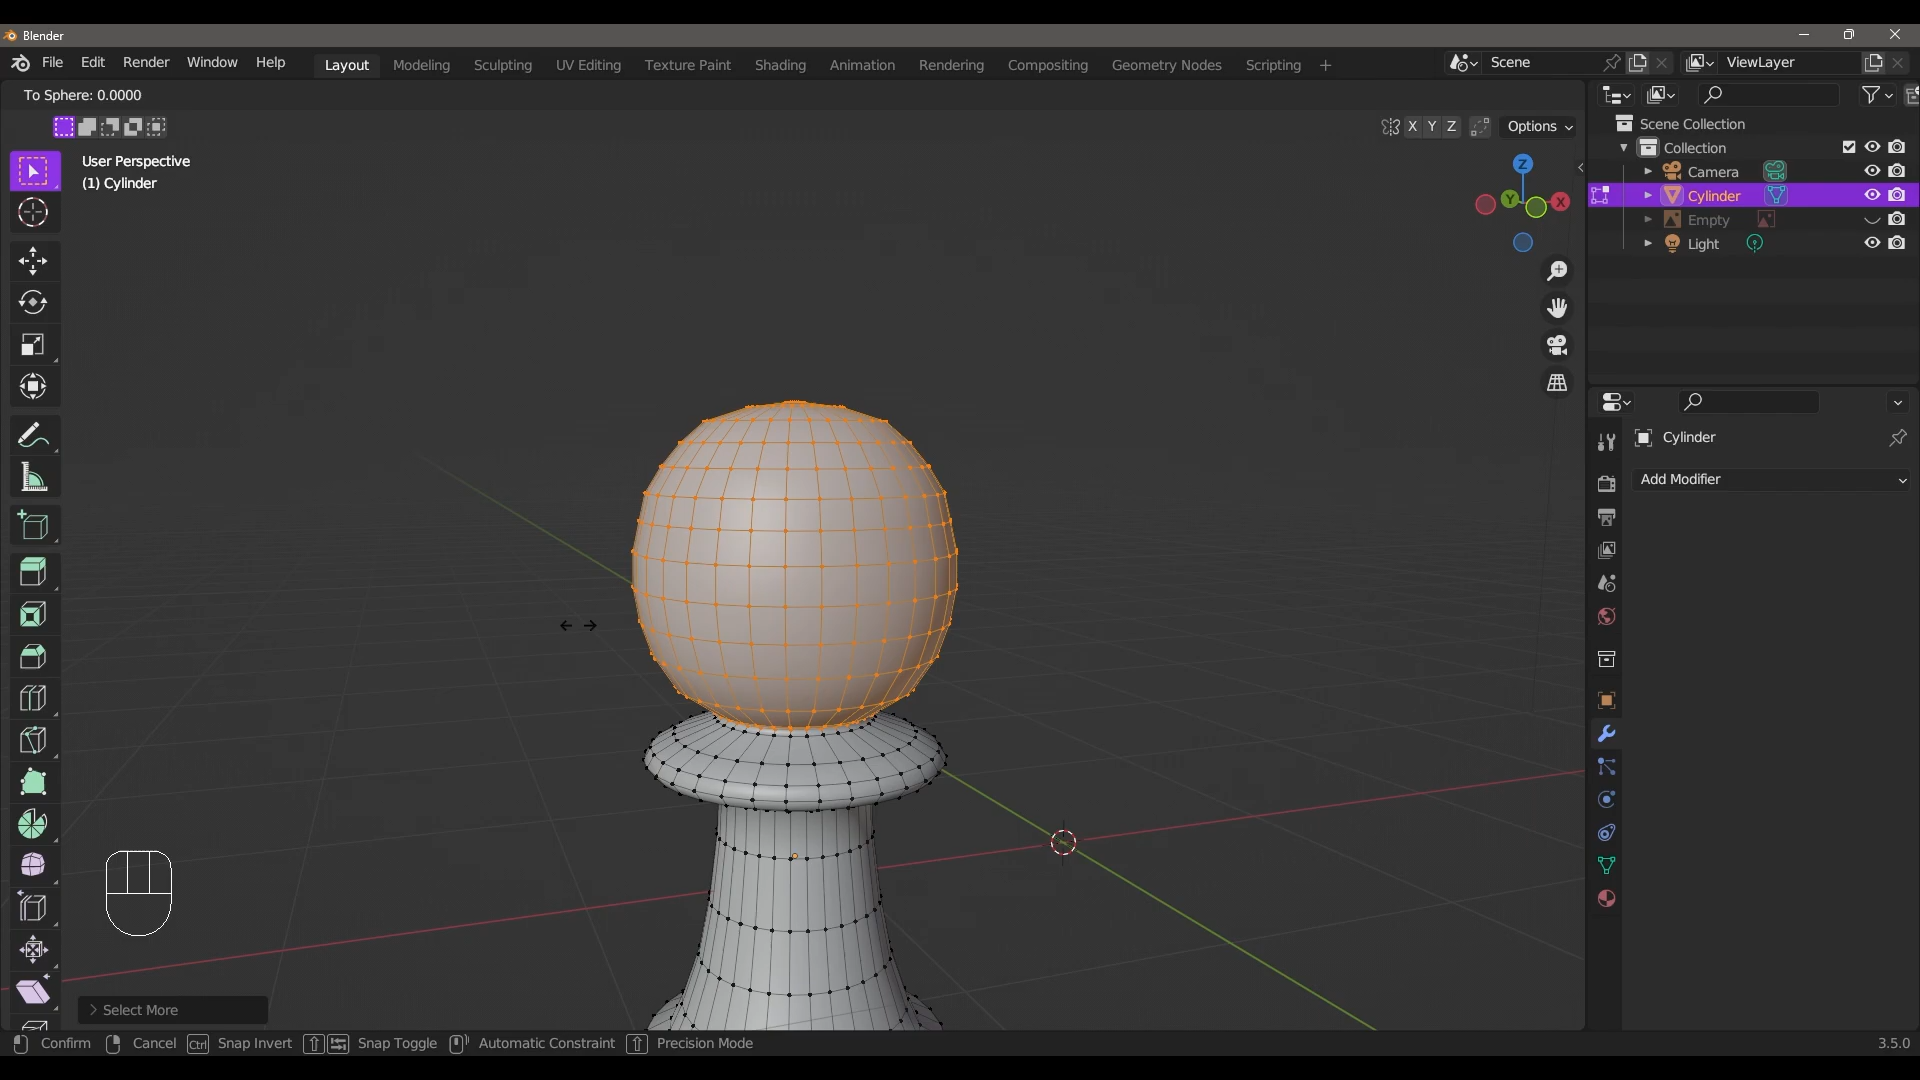 Blender
File Edit Render Window Help Layout Modeling Sculpting UV Editing Texture Paint Shading Animation Rendering Compositing Geometry Nodes Scripting + Scene ViewLayer
To Sphere: 0.0000
X Y Z Options
User Perspective
(1) Cylinder
Z
Y X
Scene Collection
Collection
Camera
Cylinder
Empty
Light
Cylinder
Add Modifier
Select More
Confirm Cancel Ctrl Snap Invert Snap Toggle Automatic Constraint Precision Mode 3.5.0